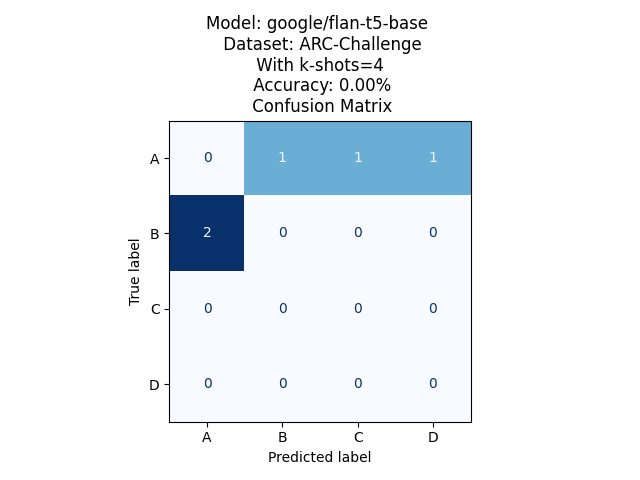 Model: google/flan-t5-base
Dataset: ARC-Challenge
With k-shots=4
Accuracy: 0.00%
Confusion Matrix
A 0 1 1 1
B 2 0 0 0
C 0 0 0 0
D 0 0 0 0
True label
A B C D
Predicted label